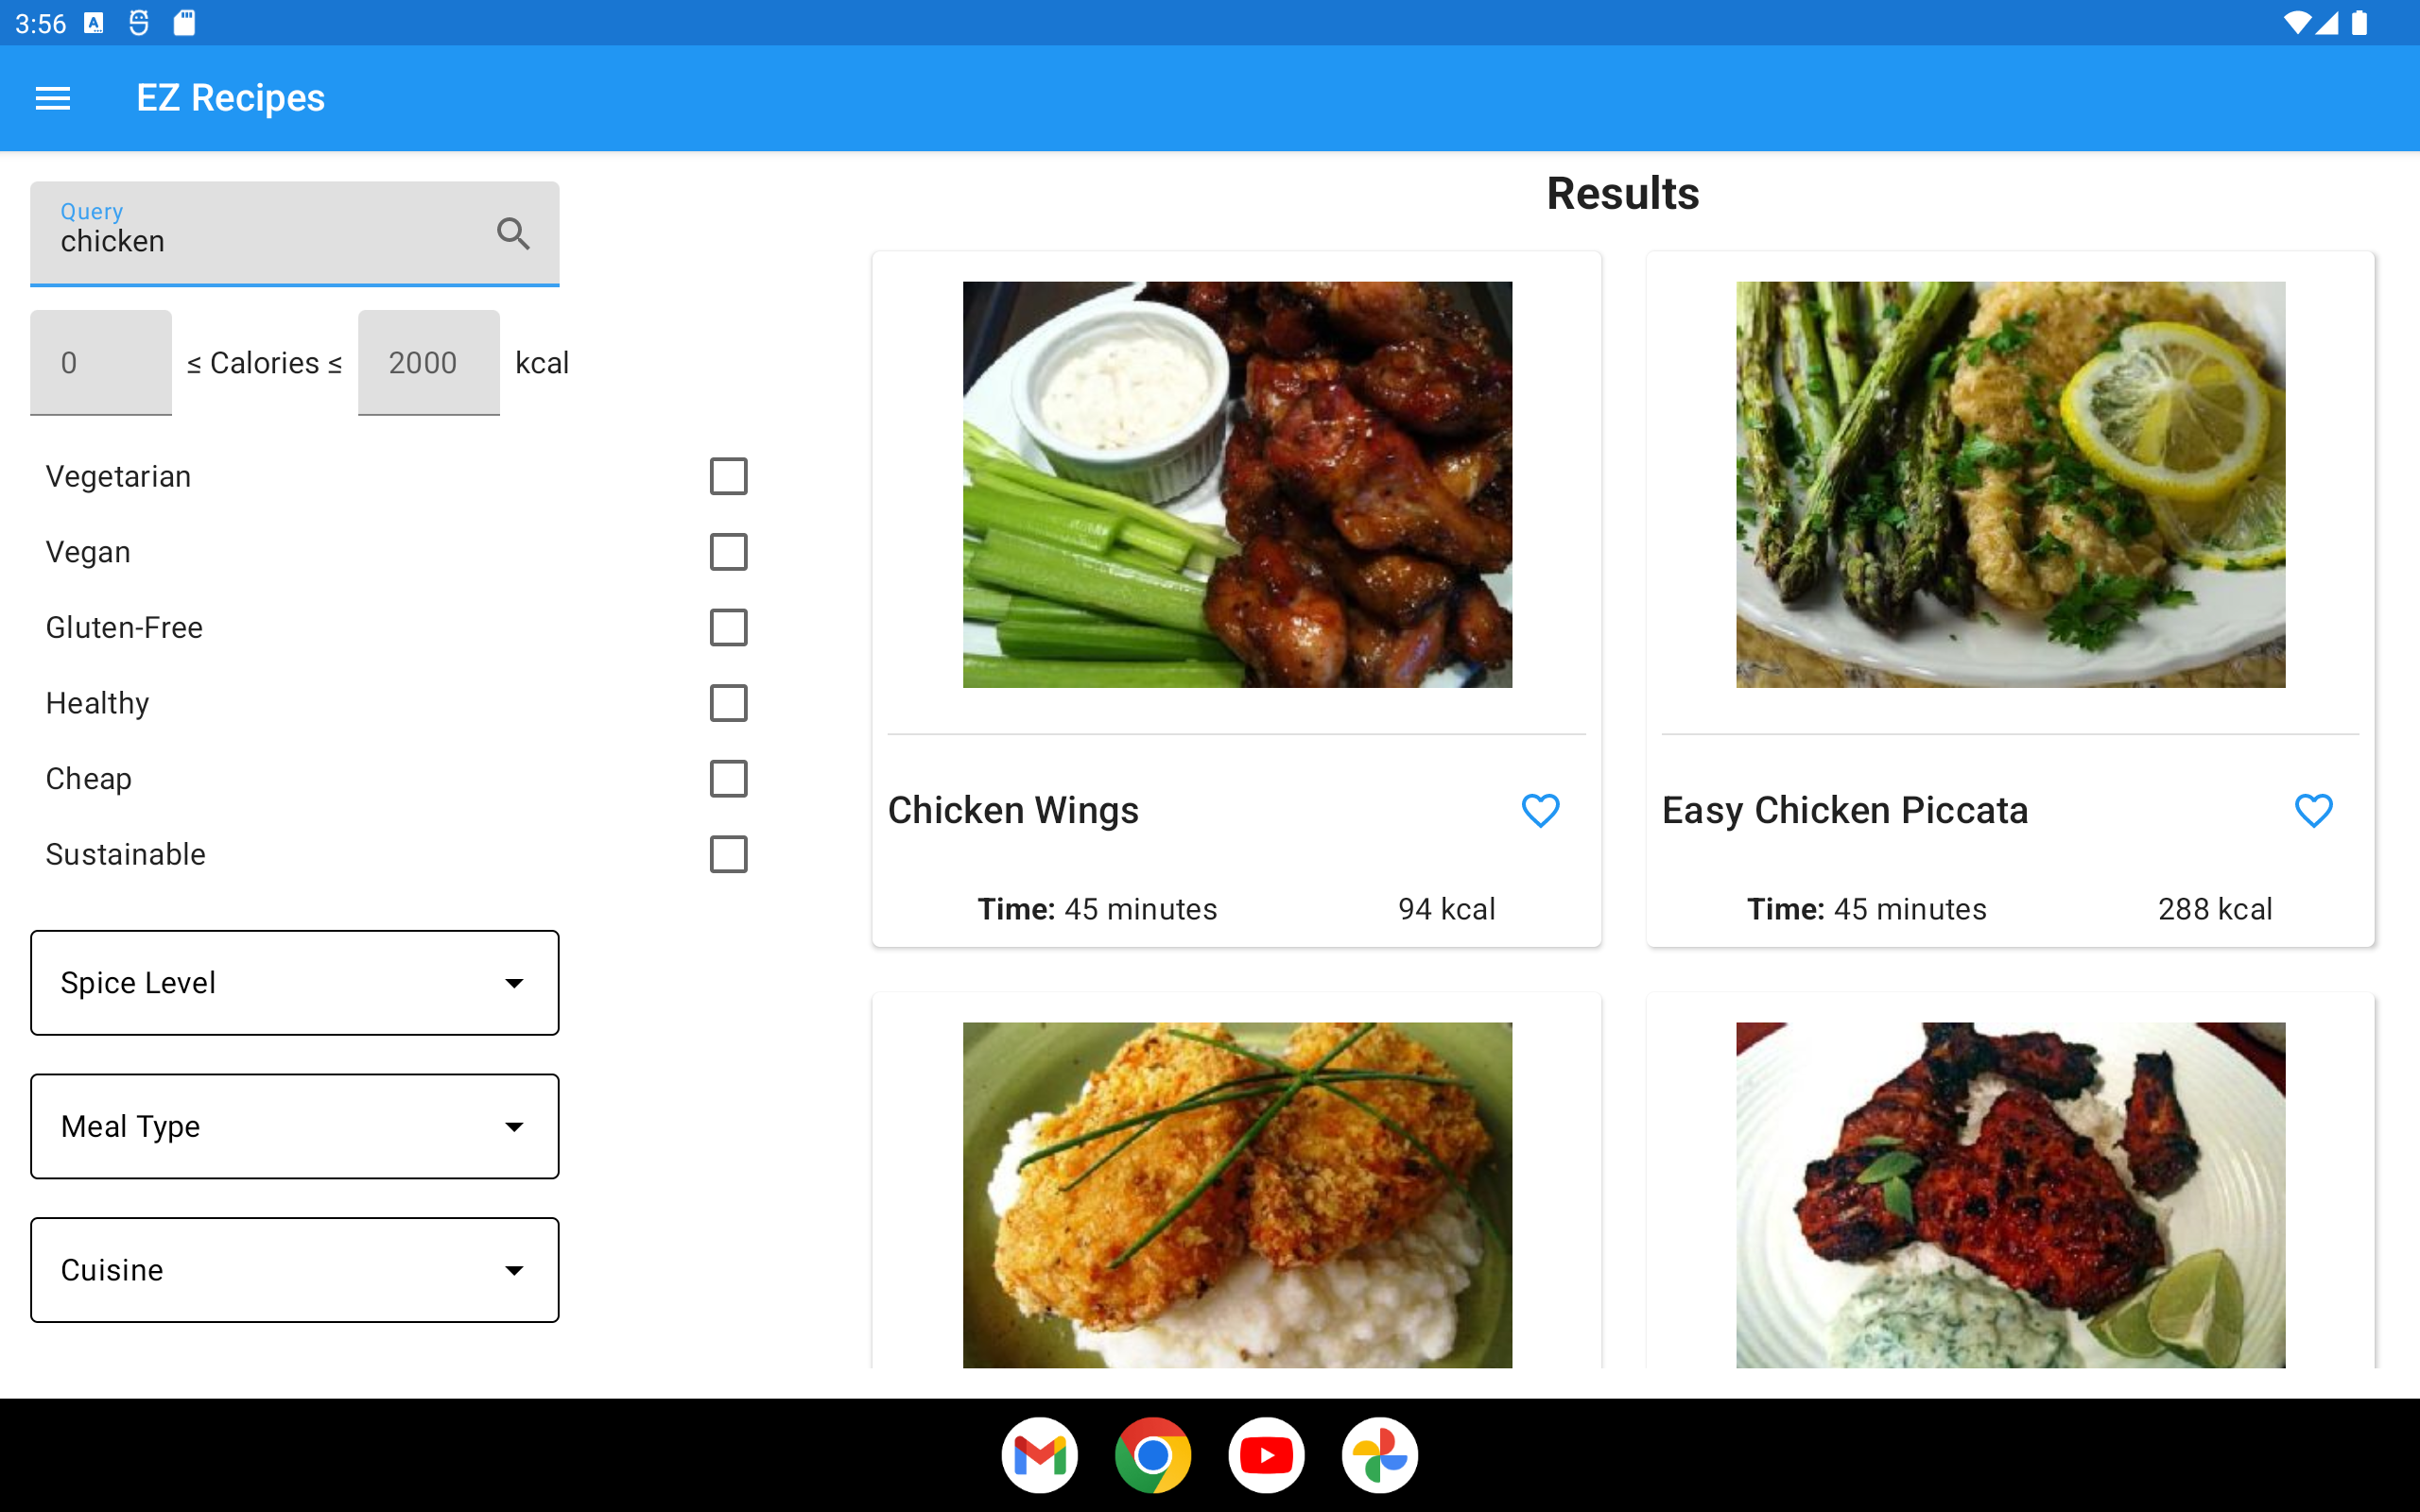 3:56
EZ Recipes
Query
chicken
0 ≤ Calories ≤ 2000 kcal
Vegetarian
Vegan
Gluten-Free
Healthy
Cheap
Sustainable
Spice Level
Meal Type
Cuisine
Results
Chicken Wings
Time: 45 minutes 94 kcal
Easy Chicken Piccata
Time: 45 minutes 288 kcal